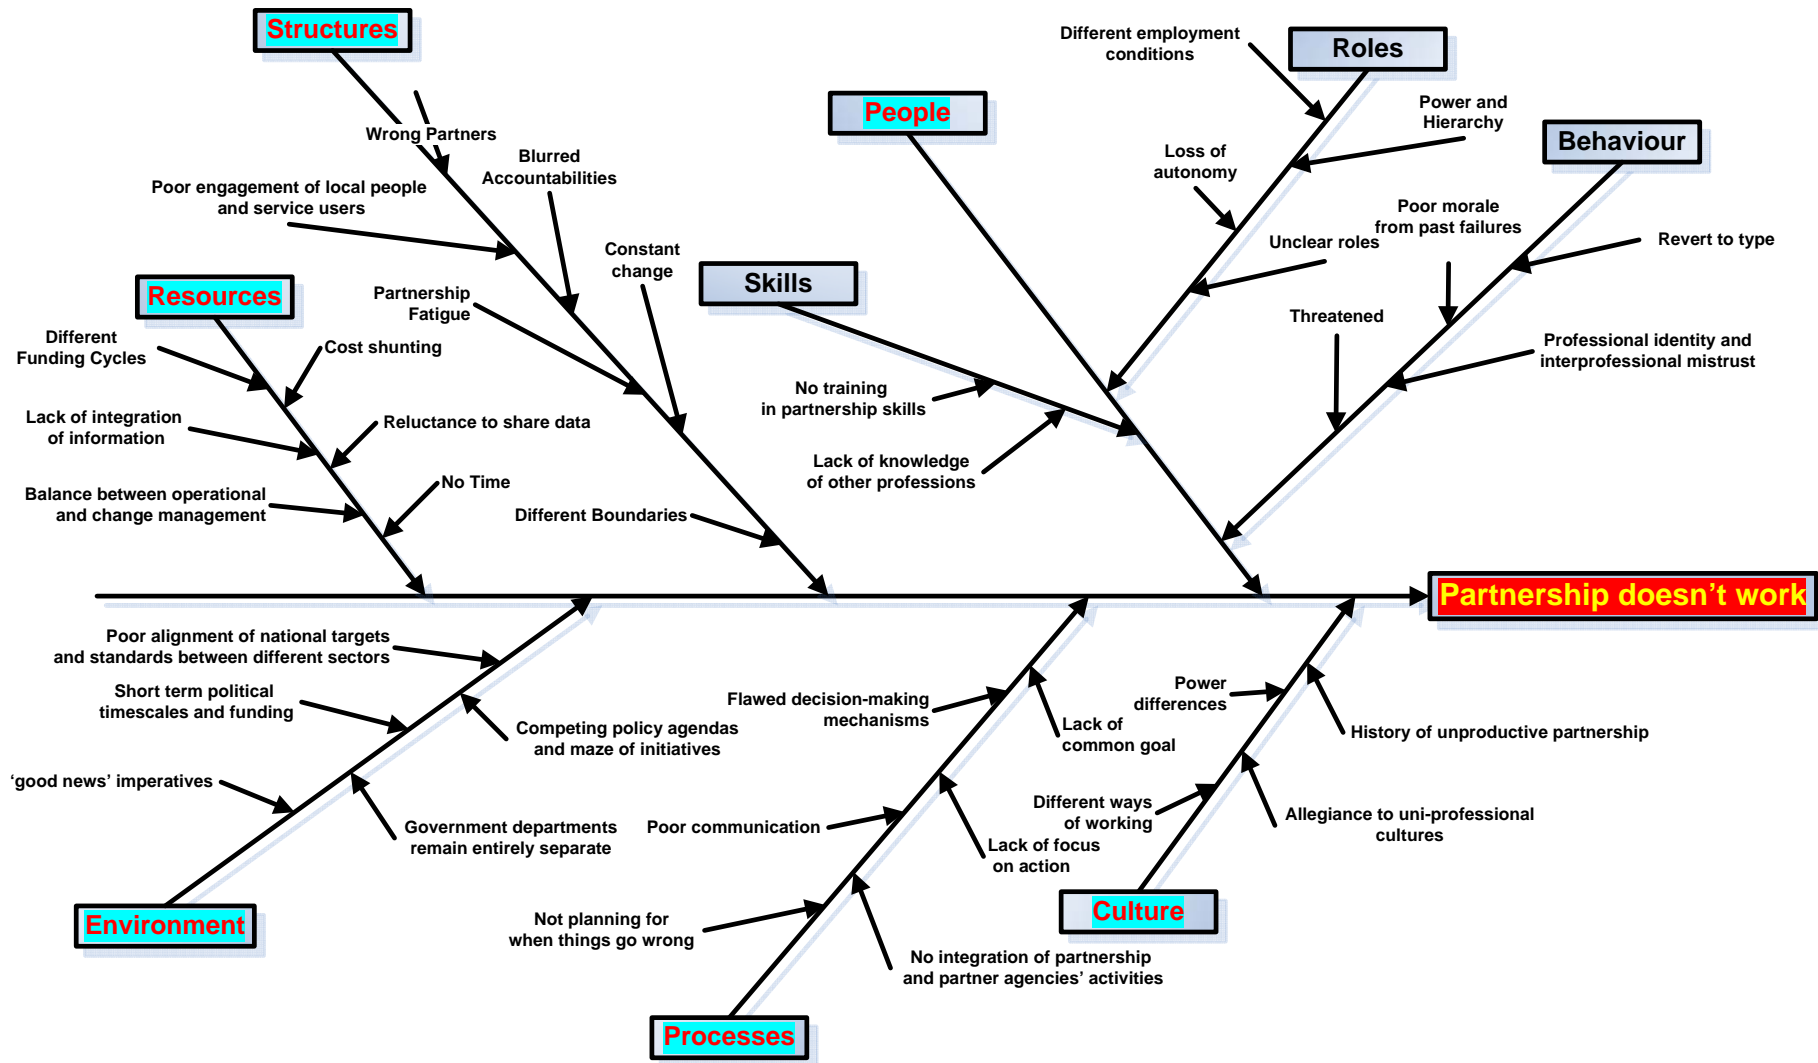 Structures
Different employment
conditions
Roles
People
Power and
Hierarchy
Wrong Partners
Behaviour
Blurred
Accountabilities
Loss of
autonomy
Poor engagement of local people
and service users
Poor morale
from past failures
Unclear roles
Revert to type
Constant
change
Skills
Resources
Partnership
Fatigue
Threatened
Different
Funding Cycles
Cost shunting
Professional identity and
interprofessional mistrust
No training
in partnership skills
Lack of integration
of information
Reluctance to share data
Lack of knowledge
of other professions
No Time
Balance between operational
and change management
Different Boundaries
Partnership doesn’t work
Poor alignment of national targets
and standards between different sectors
Short term political
timescales and funding
Flawed decision-making
mechanisms
Power
differences
Competing policy agendas
and maze of initiatives
Lack of
common goal
History of unproductive partnership
‘good news’ imperatives
Government departments
remain entirely separate
Poor communication
Different ways
of working
Allegiance to uni-professional
cultures
Lack of focus
on action
Environment
Culture
Not planning for
when things go wrong
No integration of partnership
and partner agencies’ activities
Processes